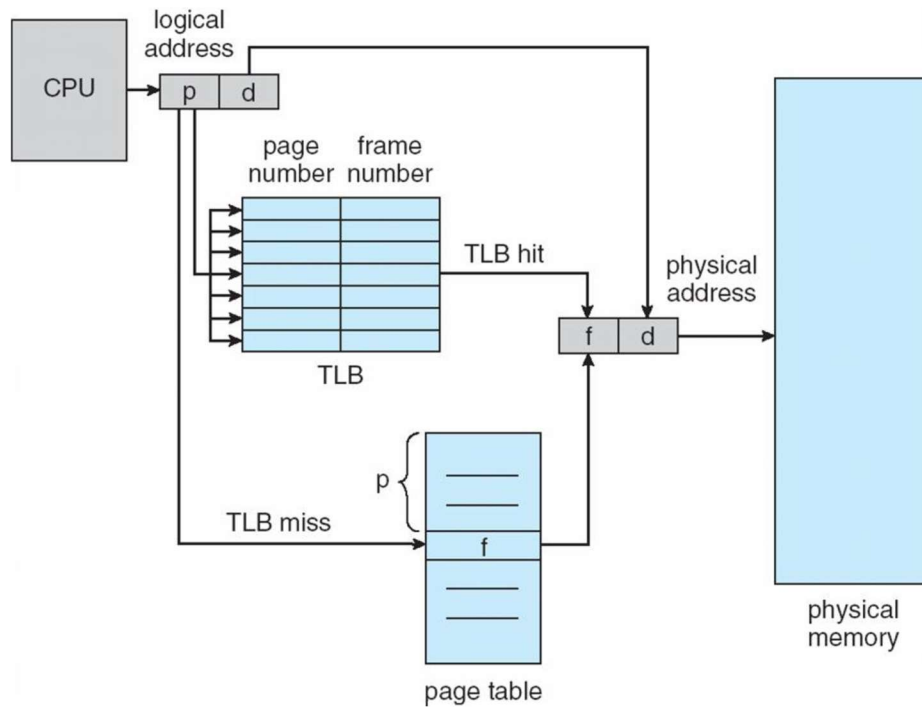 logical
address
CPU
p d
page
number
frame
number
TLB hit
physical
address
f d
TLB
p
TLB miss
f
page table
physical
memory